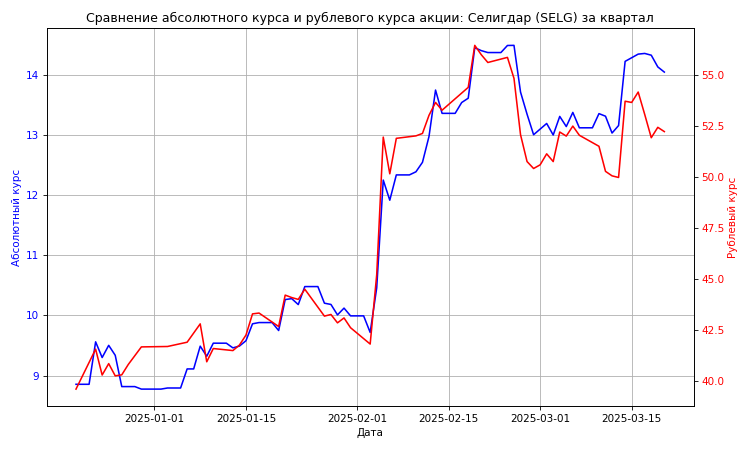 Сравнение абсолютного курса и рублевого курса акции: Селигдар (SELG) за квартал
14
13
12
11
10
9
Абсолютный курс
55.0
52.5
50.0
47.5
45.0
42.5
40.0
Рублевый курс
2025-01-01 2025-01-15 2025-02-01 2025-02-15 2025-03-01 2025-03-15
Дата